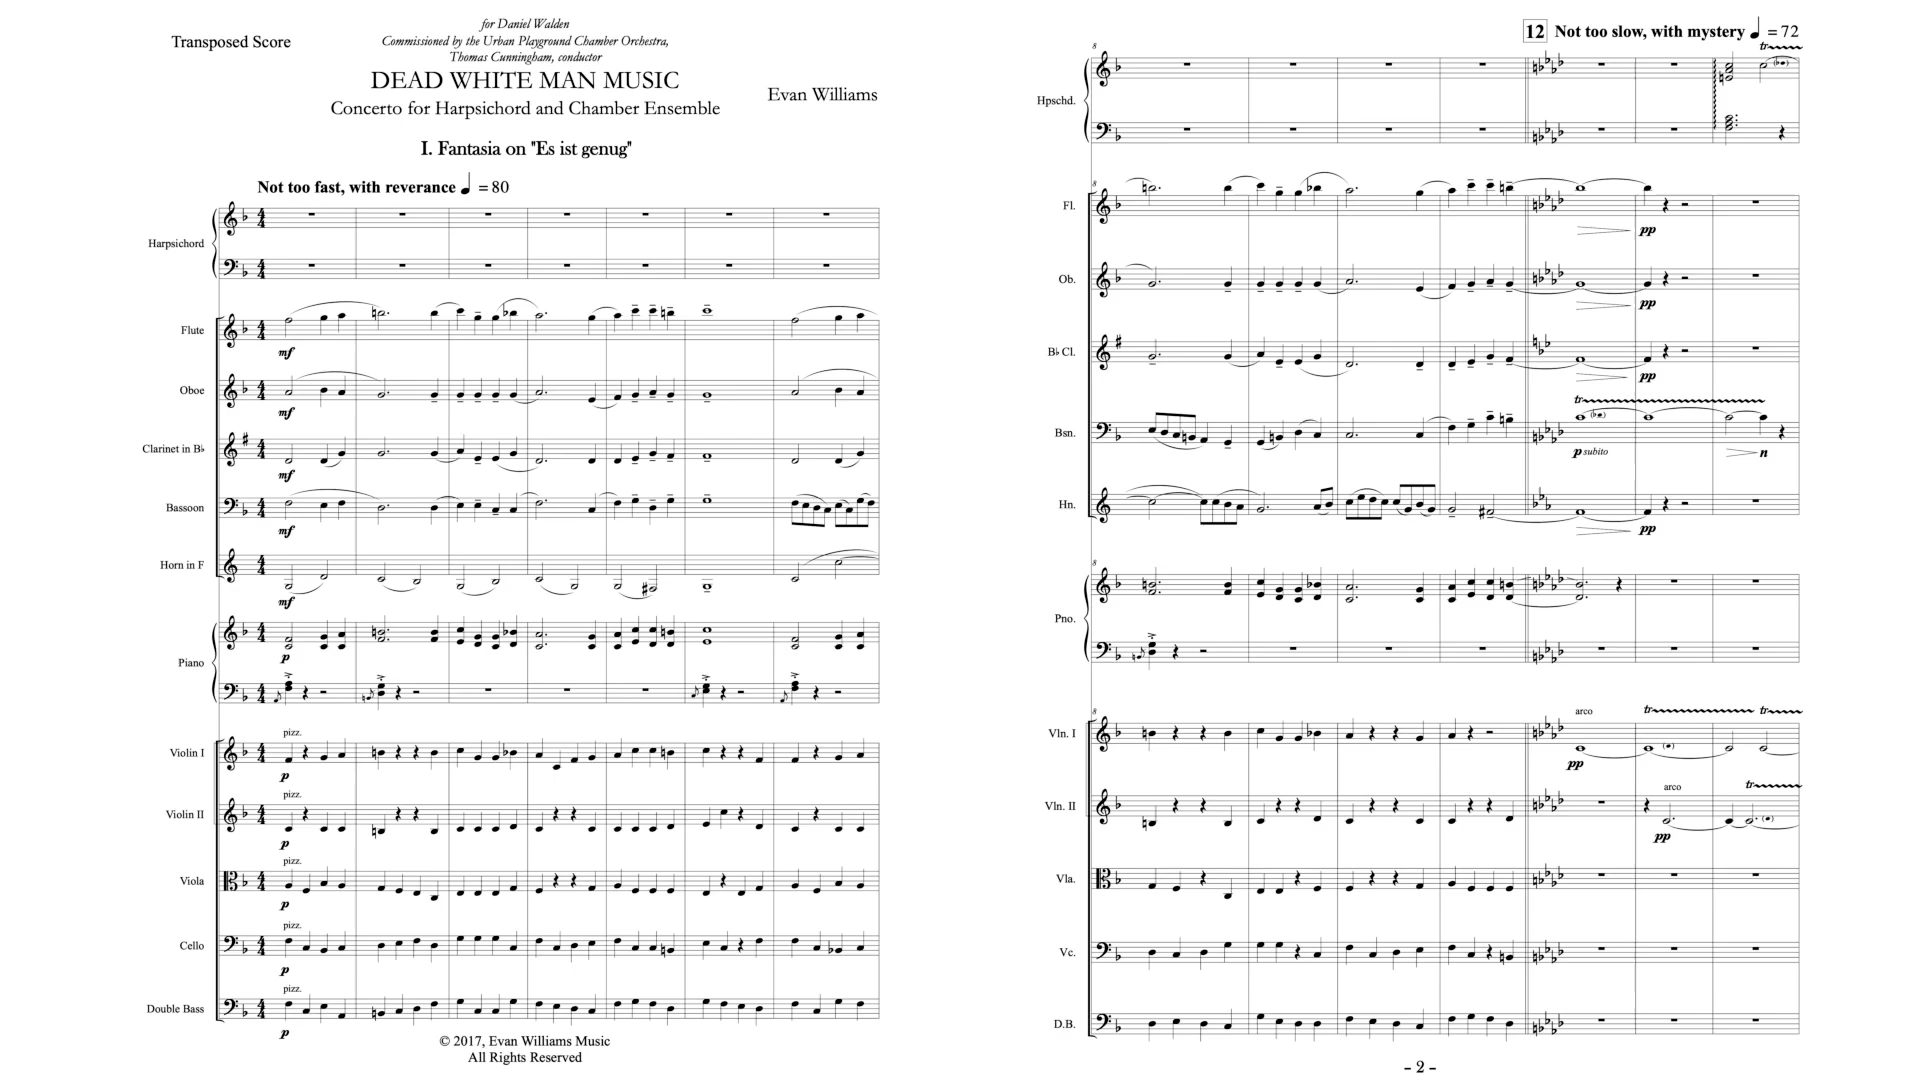 for Daniel Walden
Transposed Score
Commissioned by the Urban Playground Chamber Orchestra,
Thomas Cunningham, conductor
DEAD WHITE MAN MUSIC
Evan Williams
Concerto for Harpsichord and Chamber Ensemble
I. Fantasia on "Es ist genug"
Not too fast, with reverance ♩ = 80
Harpsichord
Flute
mf
Oboe
mf
Clarinet in B♭
mf
Bassoon
mf
Horn in F
mf
Piano
p
pizz.
Violin I
p
pizz.
Violin II
p
pizz.
Viola
p
pizz.
Cello
p
pizz.
Double Bass
p
© 2017, Evan Williams Music
All Rights Reserved
12 Not too slow, with mystery ♩ = 72
8
tr
Hpschd.
8
Fl.
pp
Ob.
pp
B♭ Cl.
pp
tr
Bsn.
p subito
n
Hn.
pp
8
Pno.
8
arco
tr
tr
Vln. I
pp
arco
tr
Vln. II
pp
Vla.
Vc.
D.B.
- 2 -